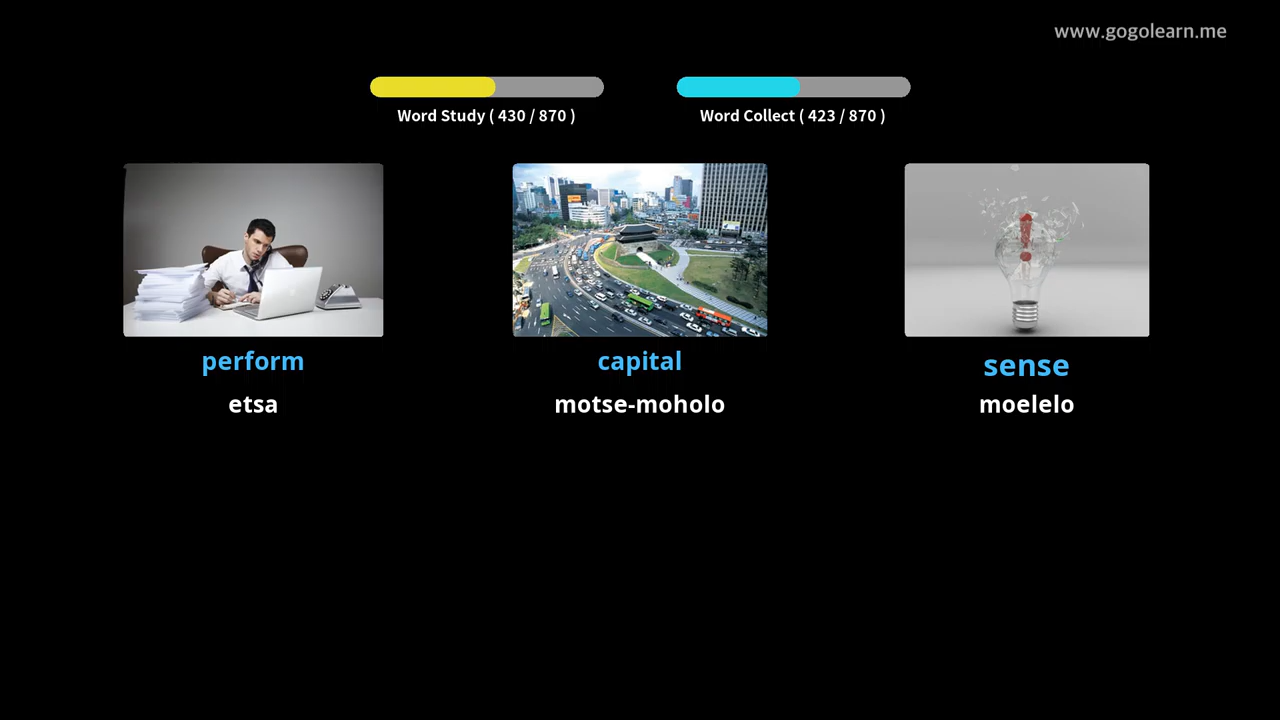 www.gogolearn.me
Word Study ( 430 / 870 )
Word Collect ( 423 / 870 )
perform
etsa
capital
motse-moholo
sense
moelelo